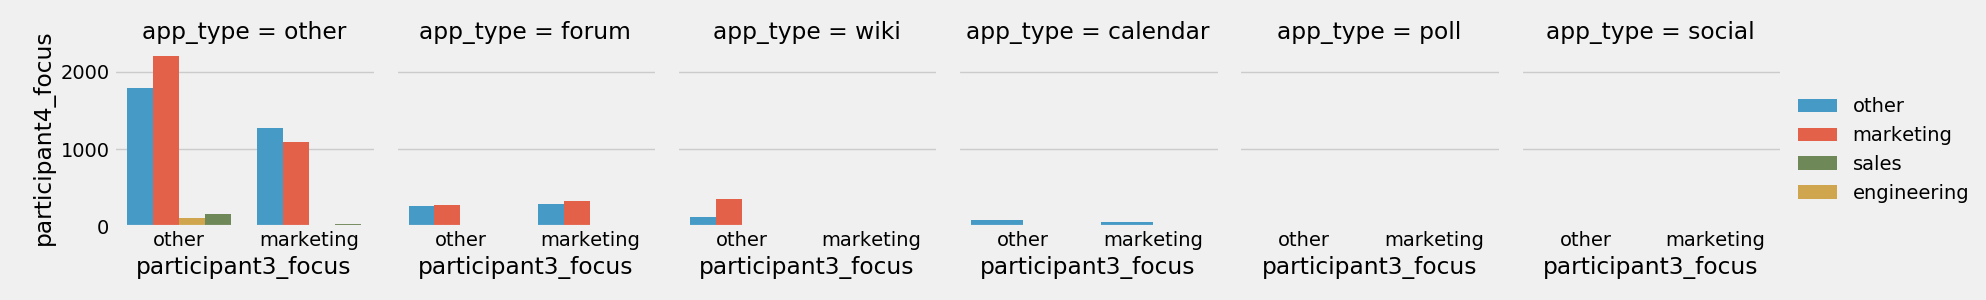 app_type = other
app_type = forum
app_type = wiki
app_type = calendar
app_type = poll
app_type = social
participant4_focus
2000
1000
0
other marketing
other marketing
other marketing
other marketing
other marketing
other marketing
participant3_focus
participant3_focus
participant3_focus
participant3_focus
participant3_focus
participant3_focus
other
marketing
sales
engineering